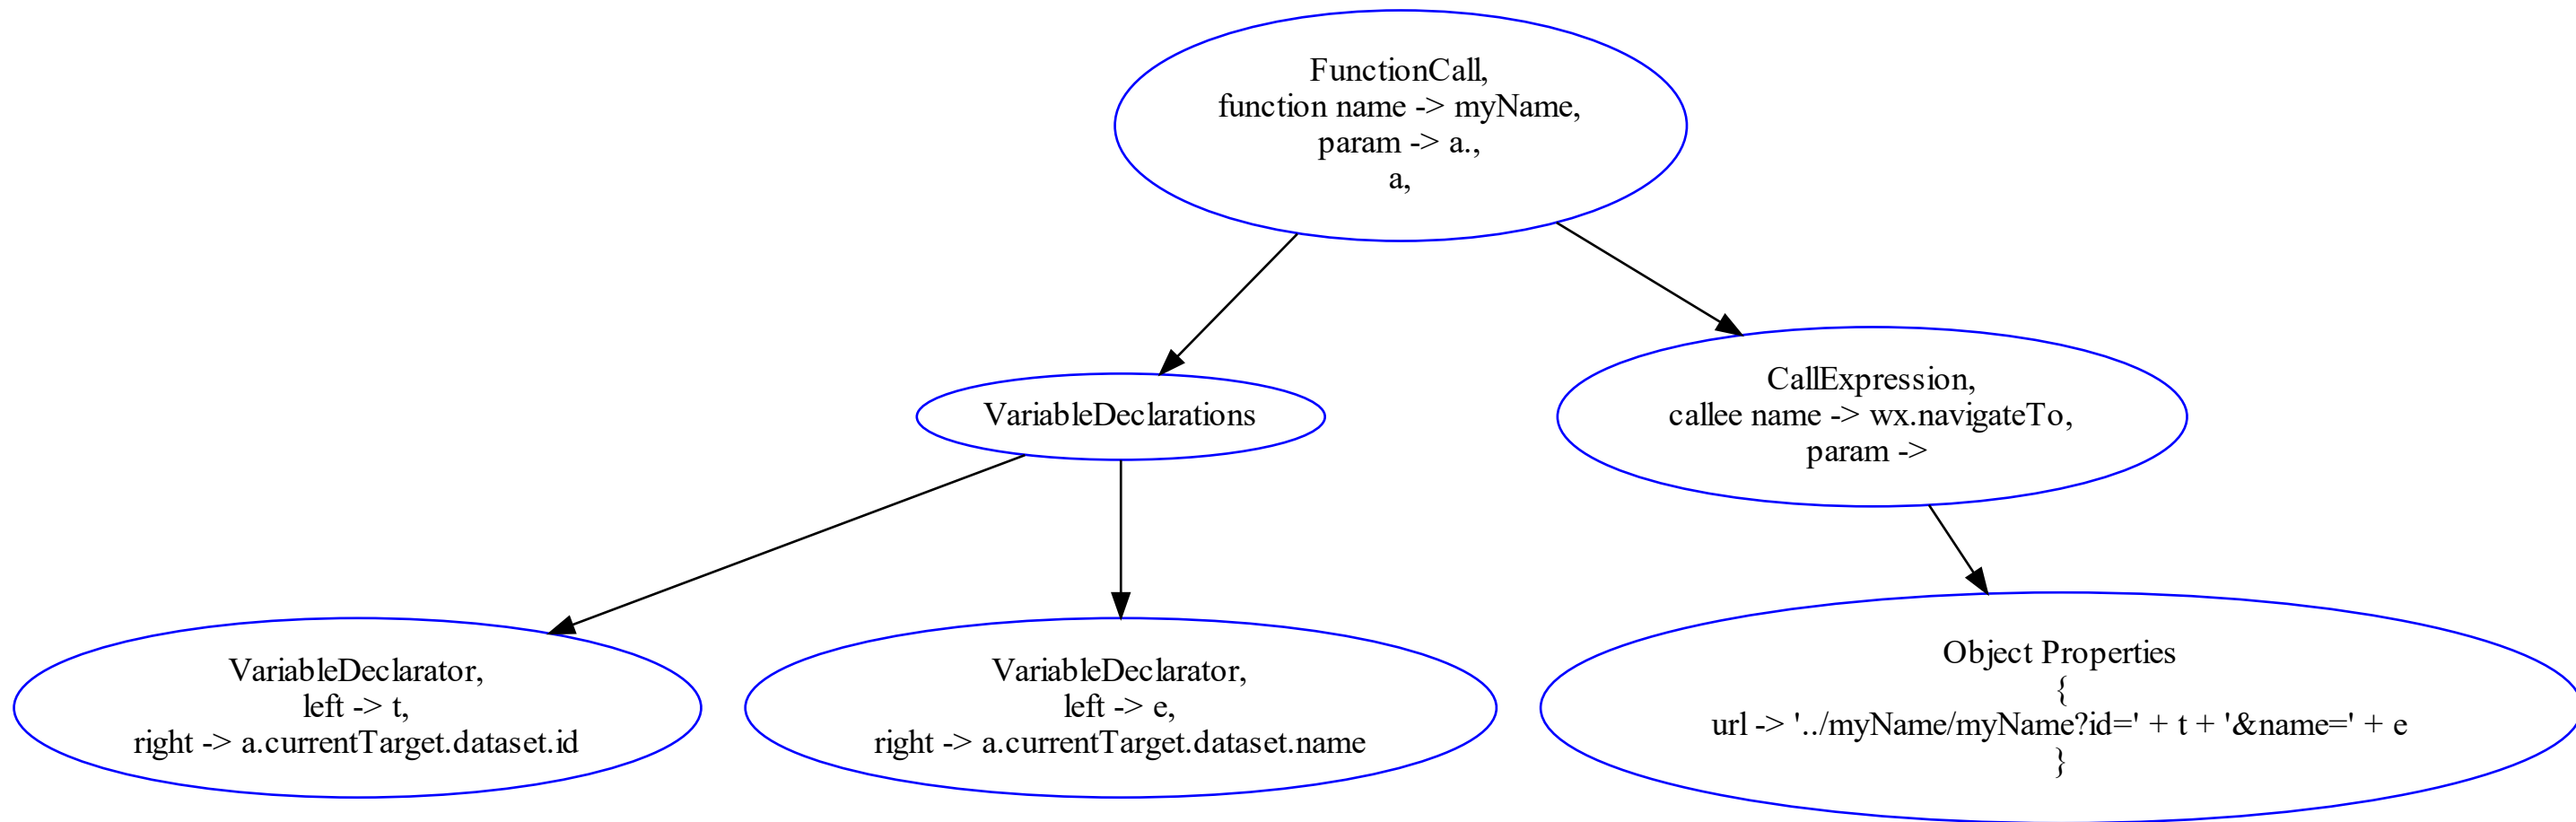 FunctionCall,
function name -> myName,
param -> a.,
a,
VariableDeclarations
CallExpression,
callee name -> wx.navigateTo,
param ->
VariableDeclarator,
left -> t,
right -> a.currentTarget.dataset.id
VariableDeclarator,
left -> e,
right -> a.currentTarget.dataset.name
Object Properties
{
url -> '../myName/myName?id=' + t + '&name=' + e
}